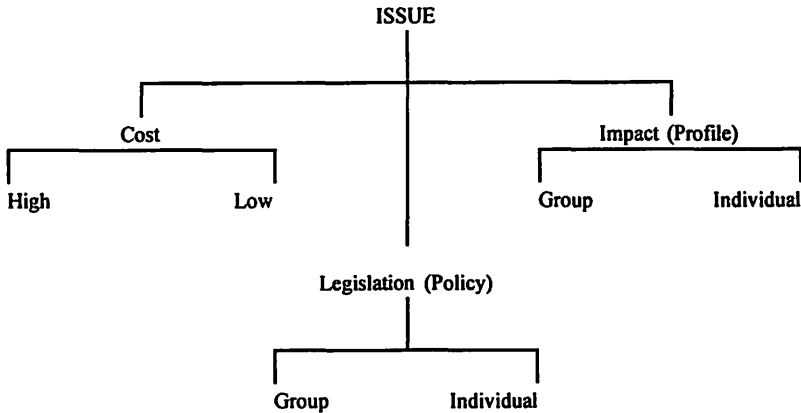 ISSUE
Cost
Impact (Profile)
High
Low
Group
Individual
Legislation (Policy)
Group
Individual